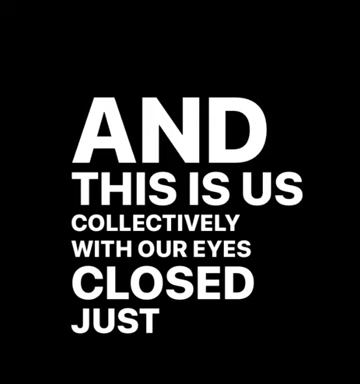 AND
THIS IS US
COLLECTIVELY
WITH OUR EYES
CLOSED
JUST